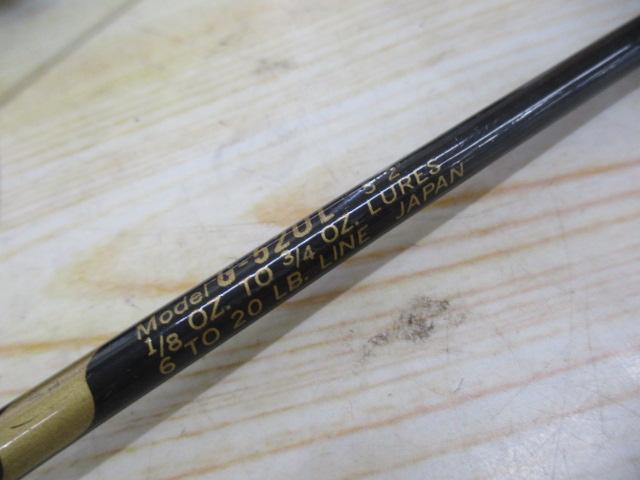 Model G-520L 5'2"
1/8 OZ. TO 3/4 OZ. LURES
6 TO 20 LB. LINE JAPAN